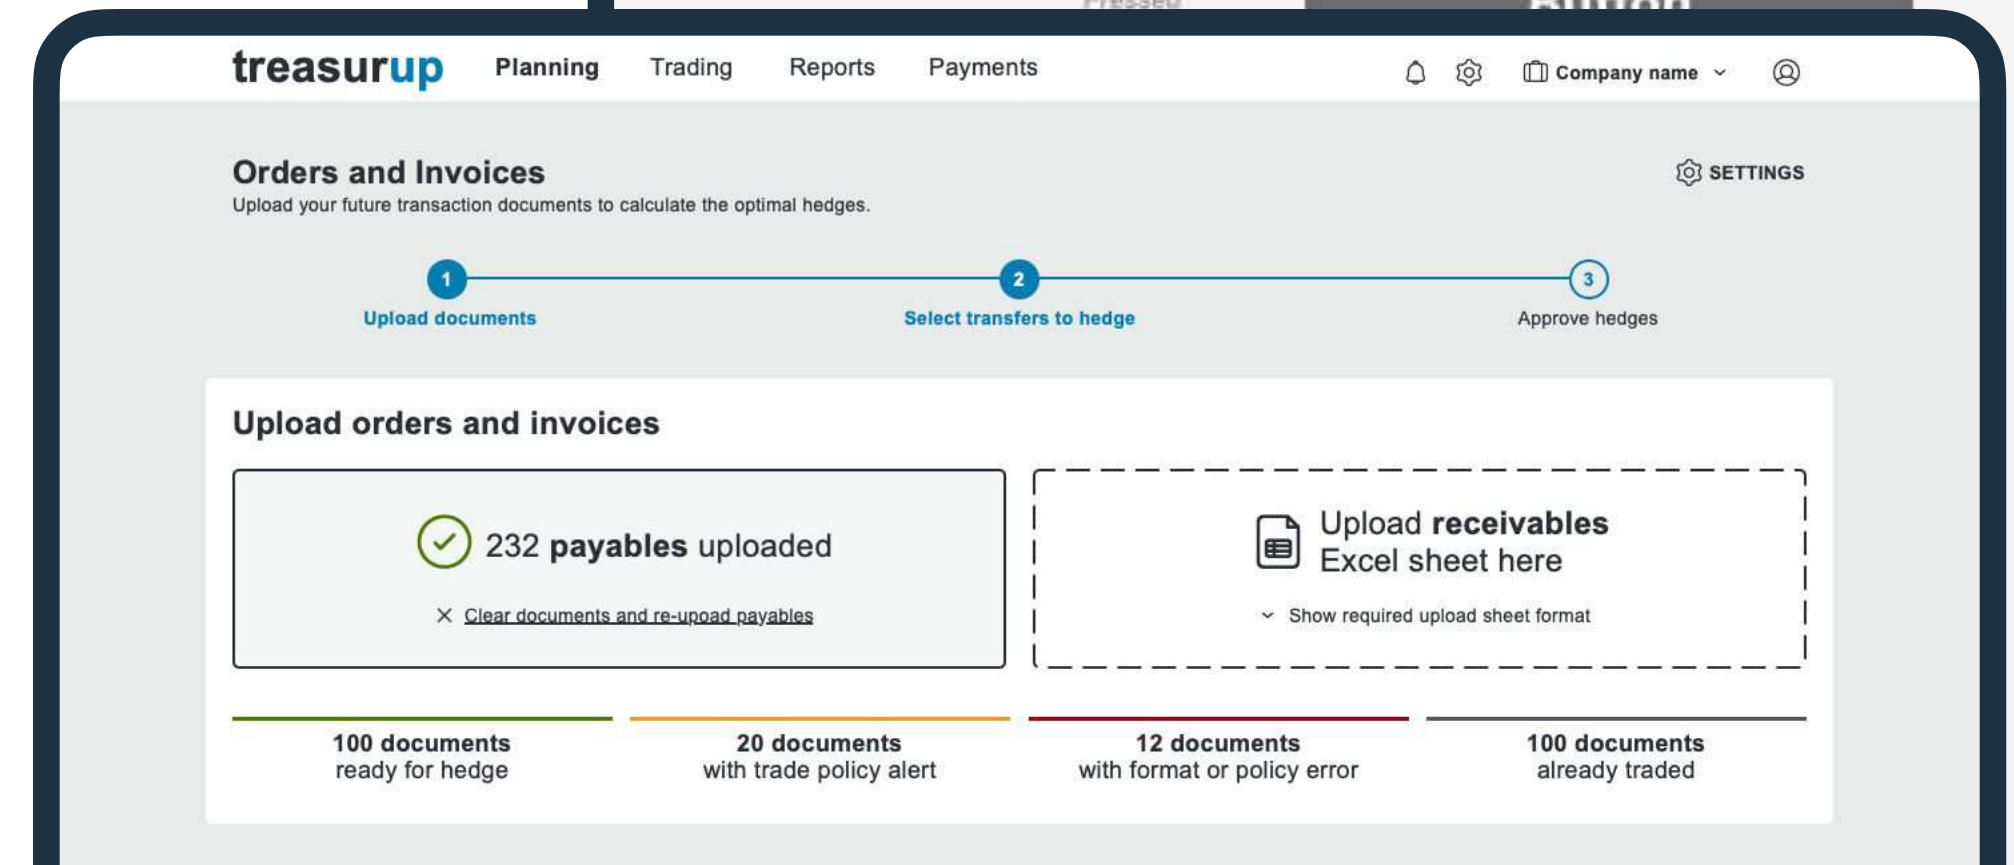 Pressed
Button
treasurup Planning Trading Reports Payments Company name
Orders and Invoices
SETTINGS
Upload your future transaction documents to calculate the optimal hedges.
1 2 3
Upload documents Select transfers to hedge Approve hedges
Upload orders and invoices
232 payables uploaded
Clear documents and re-upoad payables
Upload receivables
Excel sheet here
Show required upload sheet format
100 documents
ready for hedge
20 documents
with trade policy alert
12 documents
with format or policy error
100 documents
already traded